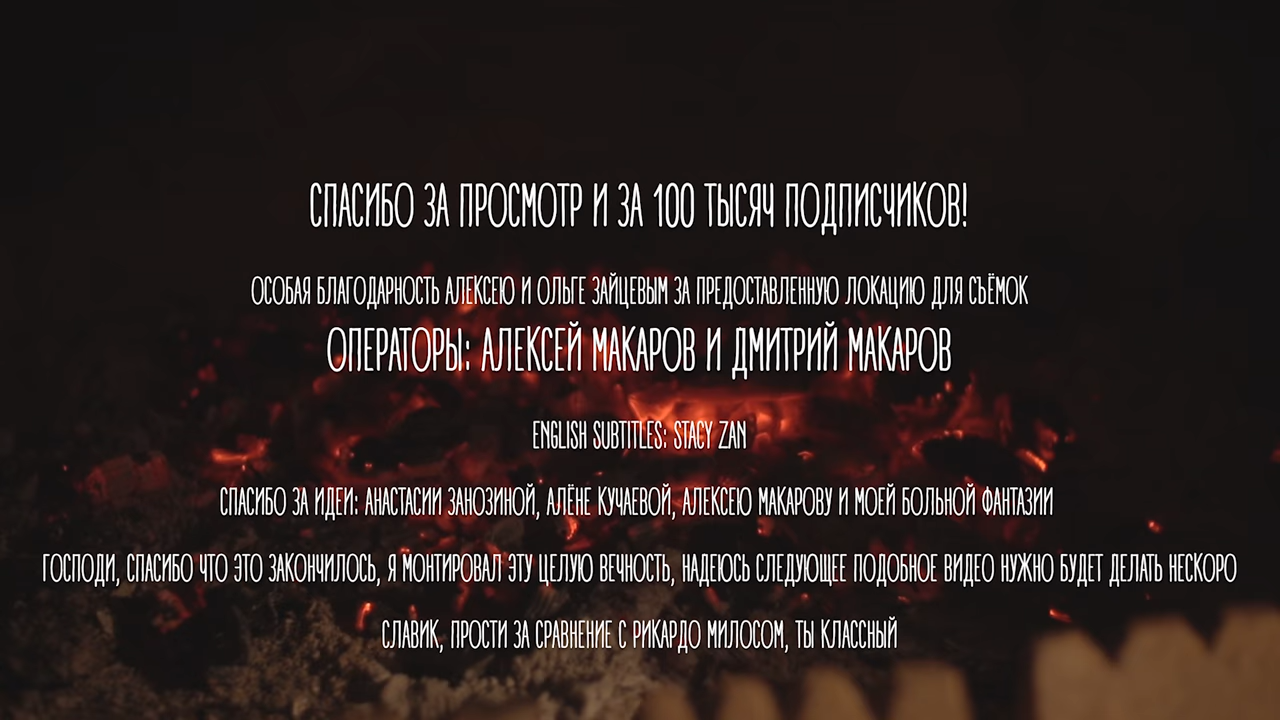 СПАСИБО ЗА ПРОСМОТР И ЗА 100 ТЫСЯЧ ПОДПИСЧИКОВ!
ОСОБАЯ БЛАГОДАРНОСТЬ АЛЕКСЕЮ И ОЛЬГЕ ЗАЙЦЕВЫМ ЗА ПРЕДОСТАВЛЕННУЮ ЛОКАЦИЮ ДЛЯ СЪЁМОК
ОПЕРАТОРЫ: АЛЕКСЕЙ МАКАРОВ И ДМИТРИЙ МАКАРОВ
ENGLISH SUBTITLES: STACY ZAN
СПАСИБО ЗА ИДЕИ: АНАСТАСИИ ЗАНОЗИНОЙ, АЛЁНЕ КУЧАЕВОЙ, АЛЕКСЕЮ МАКАРОВУ И МОЕЙ БОЛЬНОЙ ФАНТАЗИИ
ГОСПОДИ, СПАСИБО ЧТО ЭТО ЗАКОНЧИЛОСЬ, Я МОНТИРОВАЛ ЭТУ ЦЕЛУЮ ВЕЧНОСТЬ, НАДЕЮСЬ СЛЕДУЮЩЕЕ ПОДОБНОЕ ВИДЕО НУЖНО БУДЕТ ДЕЛАТЬ НЕСКОРО
СЛАВИК, ПРОСТИ ЗА СРАВНЕНИЕ С РИКАРДО МИЛОСОМ, ТЫ КЛАССНЫЙ